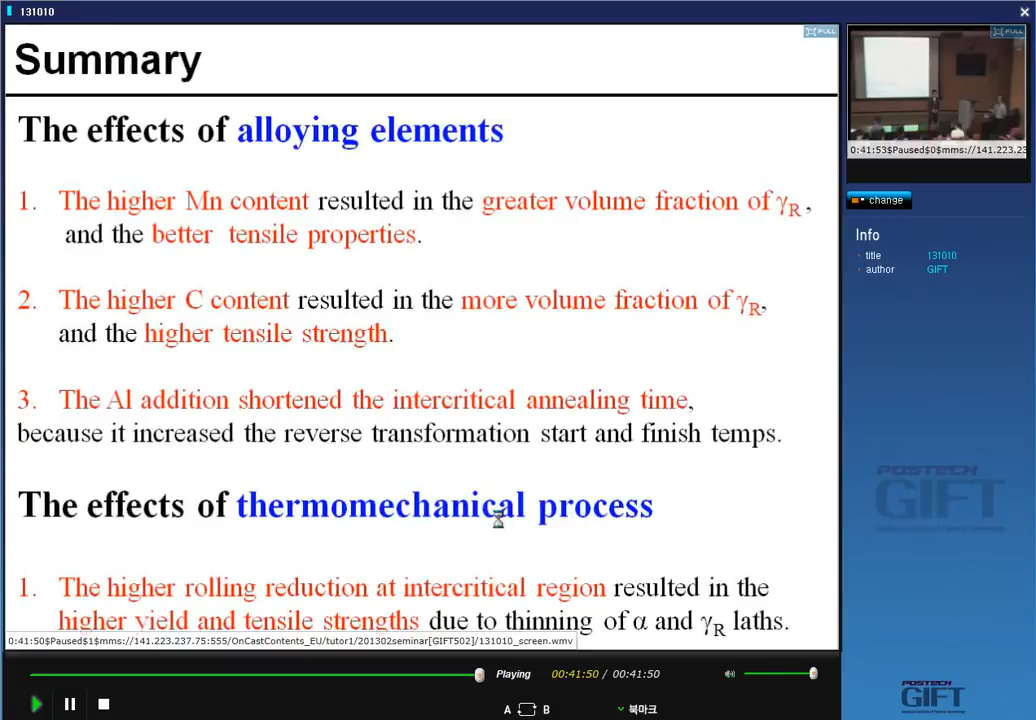 131010
Summary
FULL
FULL
The effects of alloying elements
1. The higher Mn content resulted in the greater volume fraction of γR,
and the better tensile properties.
2. The higher C content resulted in the more volume fraction of γR,
and the higher tensile strength.
3. The Al addition shortened the intercritical annealing time,
because it increased the reverse transformation start and finish temps.
The effects of thermomechanical process
1. The higher rolling reduction at intercritical region resulted in the
higher yield and tensile strengths due to thinning of α and γR laths.
0:41:50$Paused$1$mms://141.223.237.75:555/OnCastContents_EU/tutor1/201302seminar[GIFT502]/131010_screen.wmv
Playing 00:41:50 / 00:41:50
A B 북마크
0:41:53$Paused$0$mms://141.223.23
change
Info
title 131010
author GIFT
POSTECH
GIFT
POSTECH
GIFT